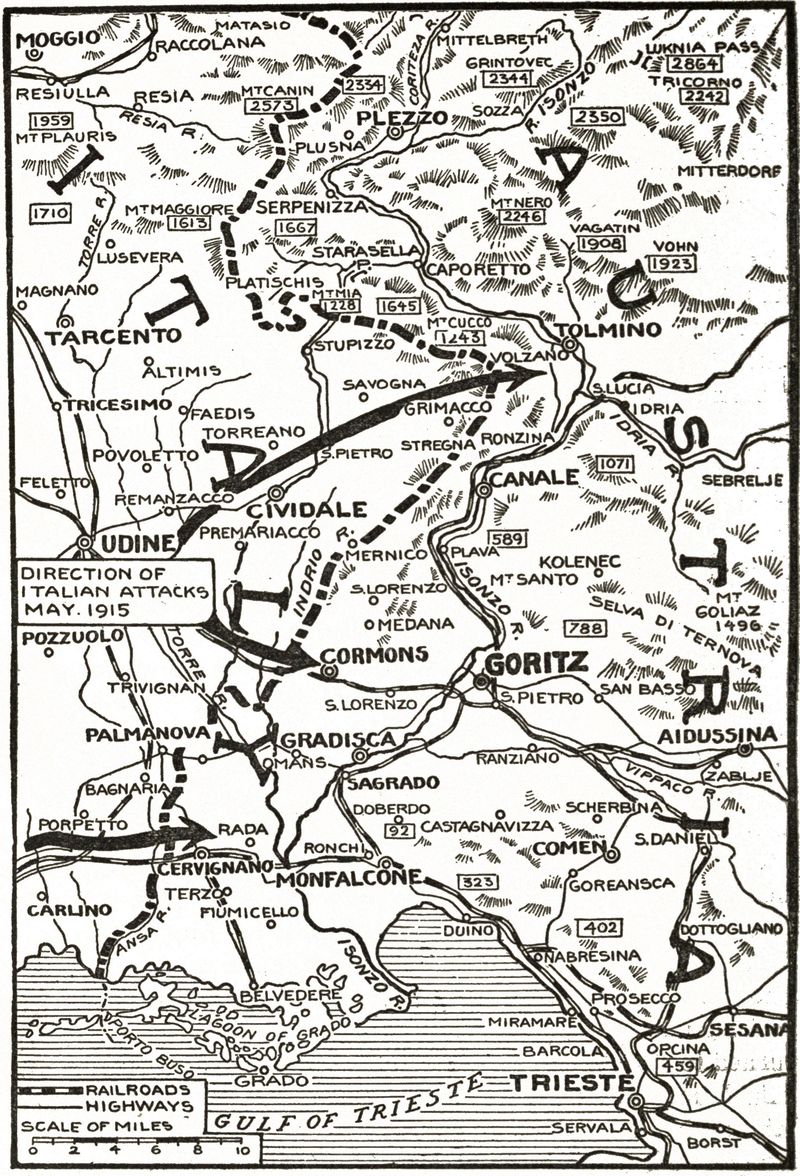 MATASIO
MOGGIO
RACCOLANA
RESIULLA
RESIA
RESIA R.
1959
MT PLAURIS
MT CANIN
2573
2334
CORITEZA R.
MITTELBRETH
GRINTOVEC
2344
LUKNIA PASS
2864
TRICORNO
2242
SOZZA
R. ISONZO
2350
PLEZZO
PLUSNA
MITTERDORF
ITALY
AUSTRIA
1710
TORRE R.
MT MAGGIORE
1613
SERPENIZZA
1667
MT NERO
2246
VAGATIN
1908
VOHN
1923
LUSEVERA
STARASELLA
P.
CAPORETTO
PLATISCHIS
MT MIA
1228
1645
MT CUCCO
1243
MAGNANO
TARCENTO
STUPIZZO
VOLZANO
TOLMINO
ALTIMIS
SAVOGNA
S. LUCIA
IDRIA
IDRIA R.
TRICESIMO
FAEDIS
GRIMACCO
TORREANO
STREGNA
RONZINA
POVOLETTO
S. PIETRO
1071
SEBRELJE
FELETTO
REMANZACCO
CIVIDALE
CANALE
UDINE
PREMARIACCO
INDRIO R.
MERNICO
PLAVA
589
KOLENEC
MT SANTO
DIRECTION OF
ITALIAN ATTACKS
MAY. 1915
S. LORENZO
MEDANA
ISONZO R.
SELVA DI TERNOVA
788
MT
GOLIAZ
1496
POZZUOLO
TORRE R.
CORMONS
GORITZ
TRIVIGNAN
S. LORENZO
S. PIETRO
SAN BASSO
PALMANOVA
GRADISCA
OMANS
RANZIANO
AIDUSSINA
ZABLJE
VIPPACO R.
BAGNARIA
SAGRADO
DOBERDO
92
CASTAGNAVIZZA
SCHERBINA
PORPETTO
RADA
RONCHI
COMEN
S. DANIEL
CERVIGNANO
MONFALCONE
323
GOREANSCA
TERZO
CARLINO
FIUMICELLO
ANSA R.
DUINO
402
DOTTOGLIANO
ISONZO R.
NABRESINA
BELVEDERE
LAGOON OF GRADO
PROSECCO
MIRAMARE
SESANA
PORTO BUSO
BARCOLA
OPCINA
459
GRADO
TRIESTE
GULF OF TRIESTE
SERVALA
BORST
RAILROADS
HIGHWAYS
SCALE OF MILES
0 2 4 6 8 10